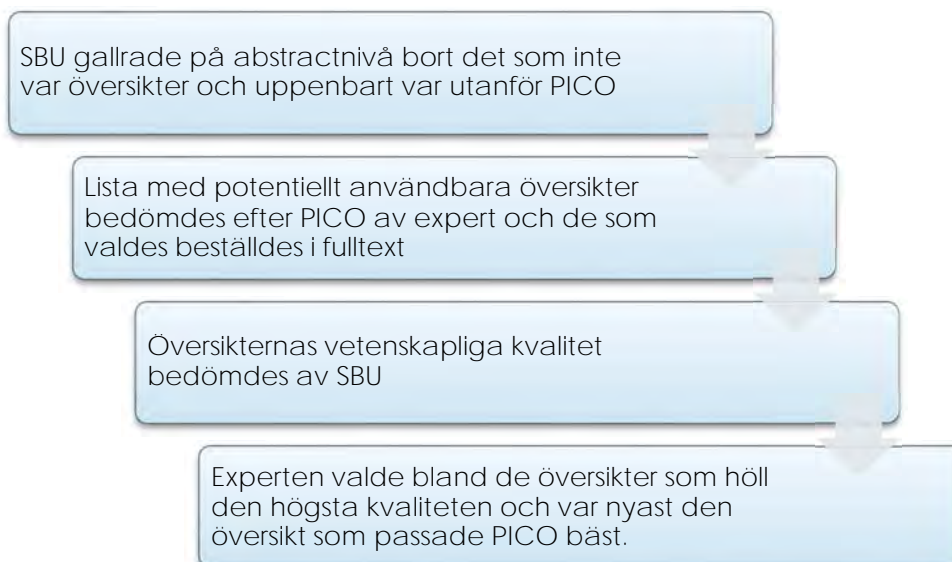 SBU gallrade på abstractnivå bort det som inte
var översikter och uppenbart var utanför PICO
Lista med potentiellt användbara översikter
bedömdes efter PICO av expert och de som
valdes beställdes i fulltext
Översikternas vetenskapliga kvalitet
bedömdes av SBU
Experten valde bland de översikter som höll
den högsta kvaliteten och var nyast den
översikt som passade PICO bäst.